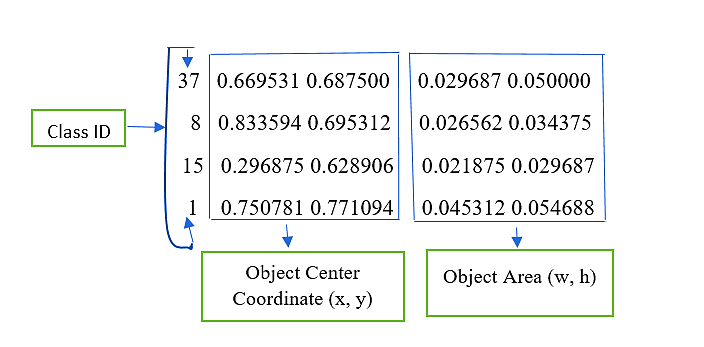 37 0.669531 0.687500 0.029687 0.050000
8 0.833594 0.695312 0.026562 0.034375
Class ID
15 0.296875 0.628906 0.021875 0.029687
1 0.750781 0.771094 0.045312 0.054688
Object Center
Coordinate (x, y)
Object Area (w, h)